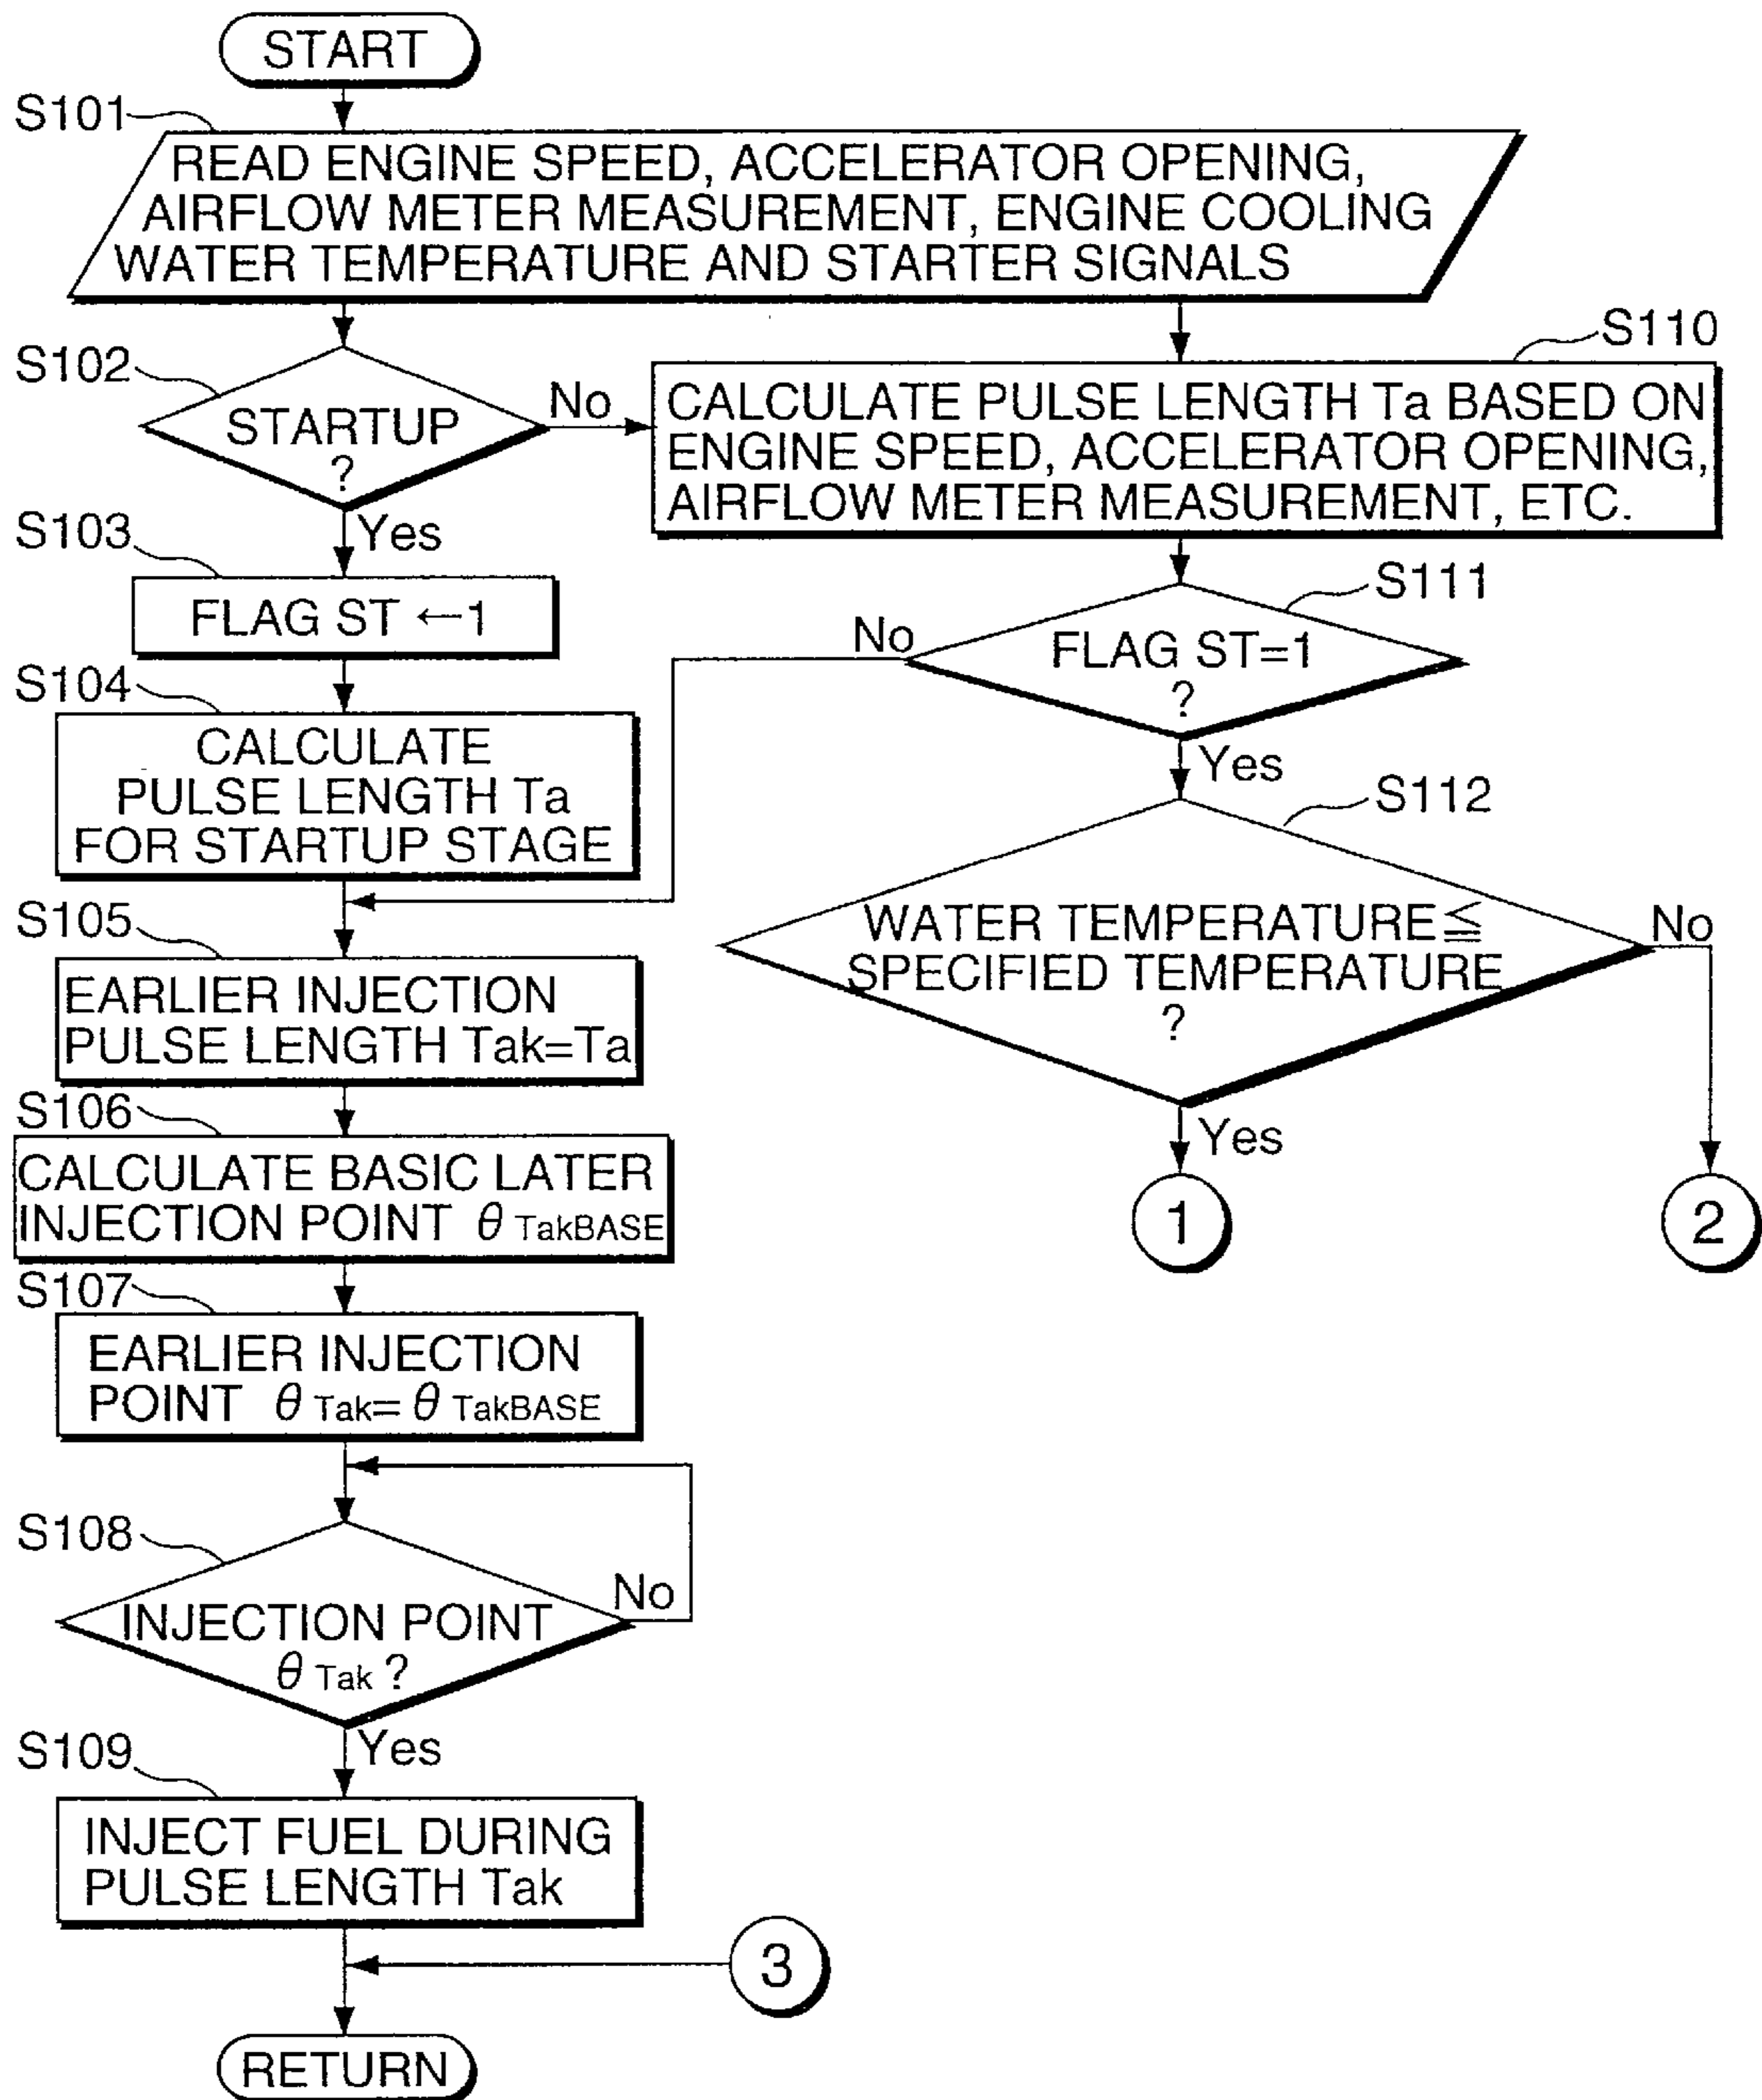 START
S101
READ ENGINE SPEED, ACCELERATOR OPENING,
AIRFLOW METER MEASUREMENT, ENGINE COOLING
WATER TEMPERATURE AND STARTER SIGNALS
S102
STARTUP
?
No
Yes
S103
FLAG ST ←1
S104
CALCULATE
PULSE LENGTH Ta
FOR STARTUP STAGE
S105
EARLIER INJECTION
PULSE LENGTH Tak=Ta
S106
CALCULATE BASIC LATER
INJECTION POINT θ TakBASE
S107
EARLIER INJECTION
POINT θ Tak= θ TakBASE
S108
INJECTION POINT
θ Tak ?
No
Yes
S109
INJECT FUEL DURING
PULSE LENGTH Tak
3
RETURN
S110
CALCULATE PULSE LENGTH Ta BASED ON
ENGINE SPEED, ACCELERATOR OPENING,
AIRFLOW METER MEASUREMENT, ETC.
S111
FLAG ST=1
?
No
Yes
S112
WATER TEMPERATURE≦
SPECIFIED TEMPERATURE
?
No
Yes
1
2